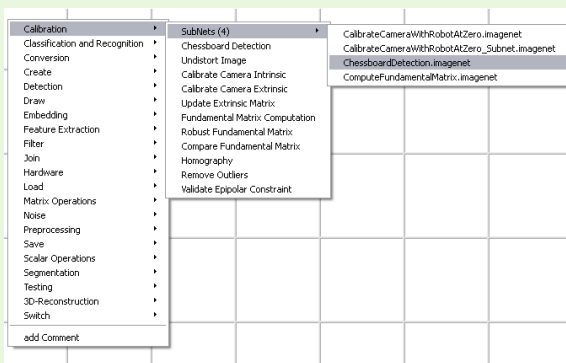 Calibration
Classification and Recognition
Conversion
Create
Detection
Draw
Embedding
Feature Extraction
Filter
Join
Hardware
Load
Matrix Operations
Noise
Preprocessing
Save
Scalar Operations
Segmentation
Testing
3D-Reconstruction
Switch
add Comment
SubNets (4)
Chessboard Detection
Undistort Image
Calibrate Camera Intrinsic
Calibrate Camera Extrinsic
Update Extrinsic Matrix
Fundamental Matrix Computation
Robust Fundamental Matrix
Compare Fundamental Matrix
Homography
Remove Outliers
Validate Epipolar Constraint
CalibrateCameraWithRobotAtZero.imagenet
CalibrateCameraWithRobotAtZero_Subnet.imagenet
ChessboardDetection.imagenet
ComputeFundamentalMatrix.imagenet